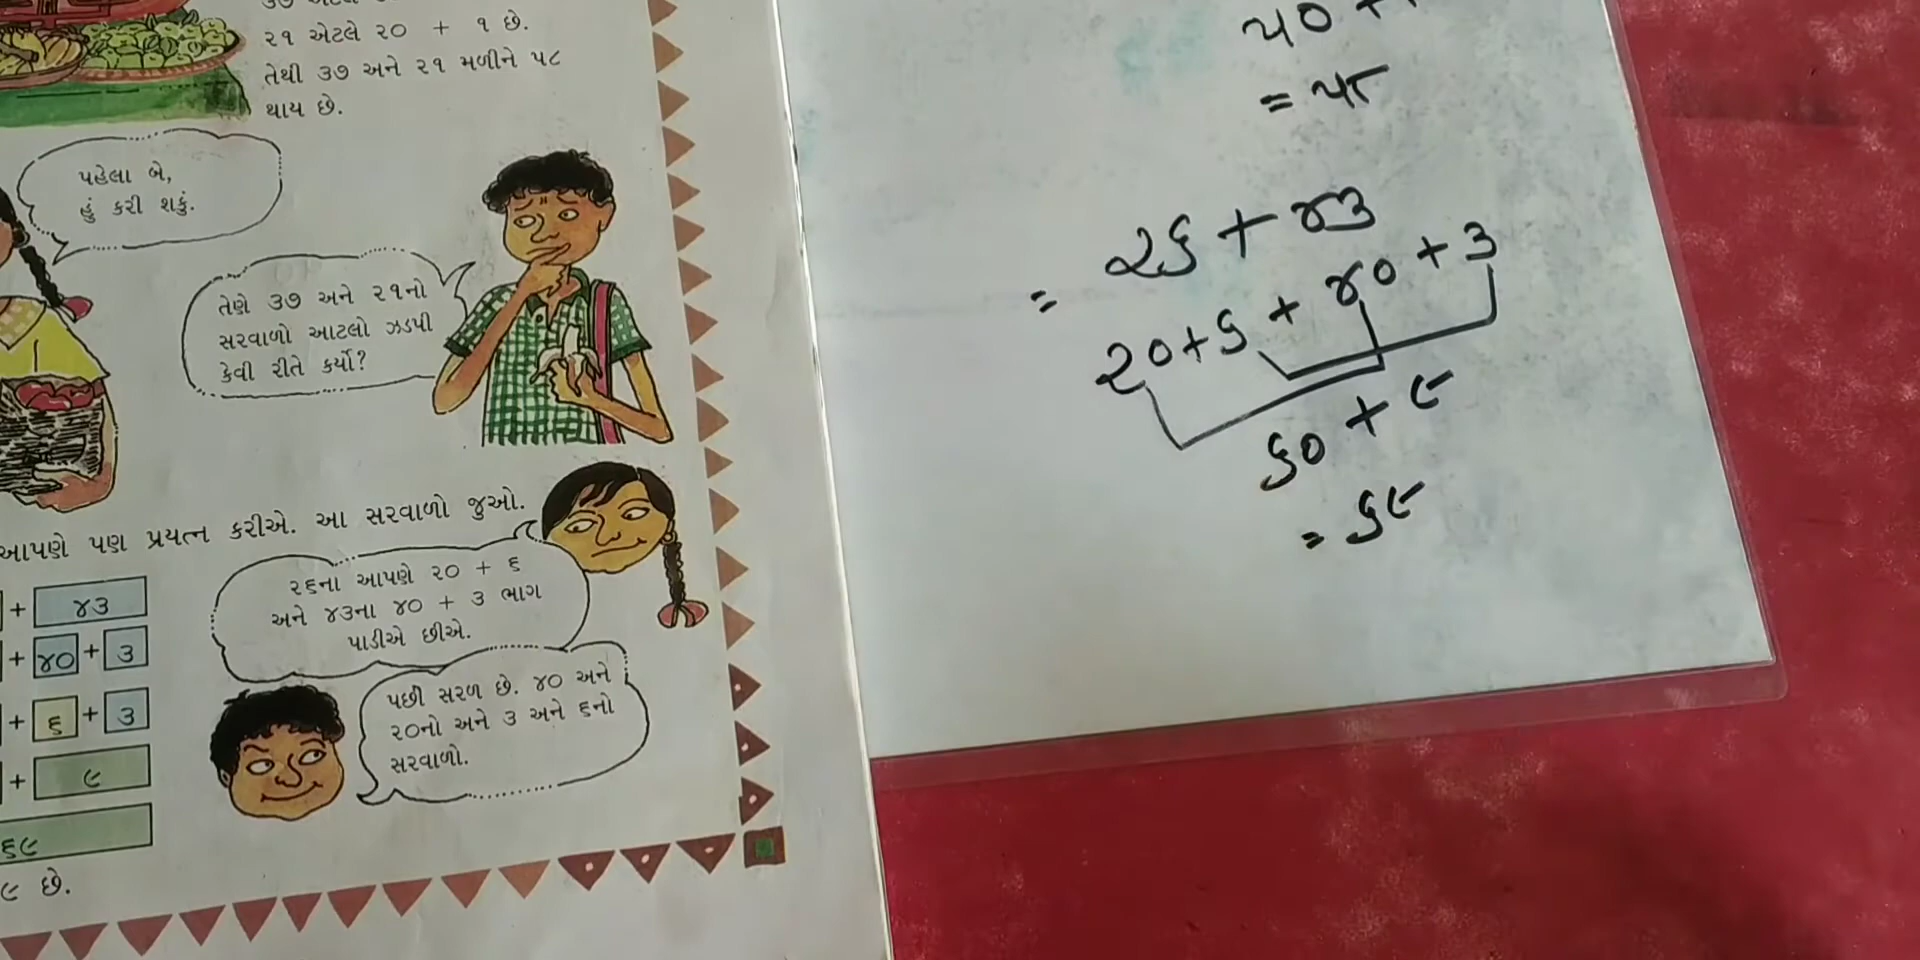 ૨૧ એટલે ૨૦ + ૧ છે.
તેથી ૩૭ અને ૨૧ મળીને ૫૮
થાય છે.
પહેલા બે,
હું કરી શકું.
તેણે ૩૭ અને ૨૧નો
સરવાળો આટલો ઝડપી
કેવી રીતે કર્યો?
આપણે પણ પ્રયત્ન કરીએ. આ સરવાળો જુઓ.
૨૬ના આપણે ૨૦ + ૬
અને ૪૩ના ૪૦ + ૩ ભાગ
પાડીએ છીએ.
પછી સરળ છે. ૪૦ અને
૨૦નો અને ૩ અને ૬નો
સરવાળો.
+ ૪૩
+ ૪૦ + ૩
+ ૬ + ૩
+ ૯
૬૯
૯ છે.
૫૦ +
= ૫૮
૨૬ + ૪૩
= ૨૦+૬ + ૪૦ + ૩
૬૦ + ૯
= ૬૯